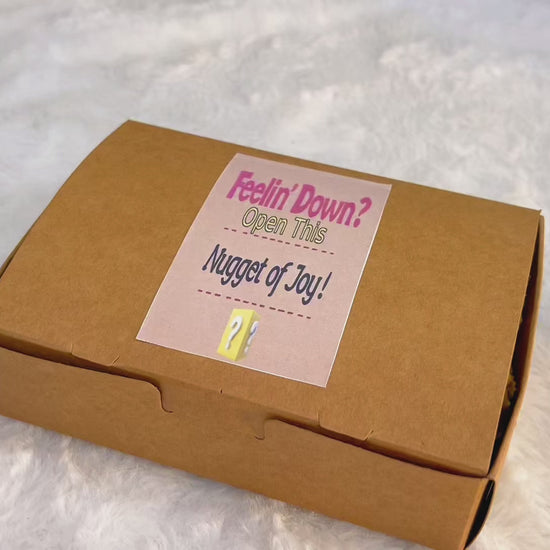 Feelin' Down?
Open This
Nugget of Joy!
? ?